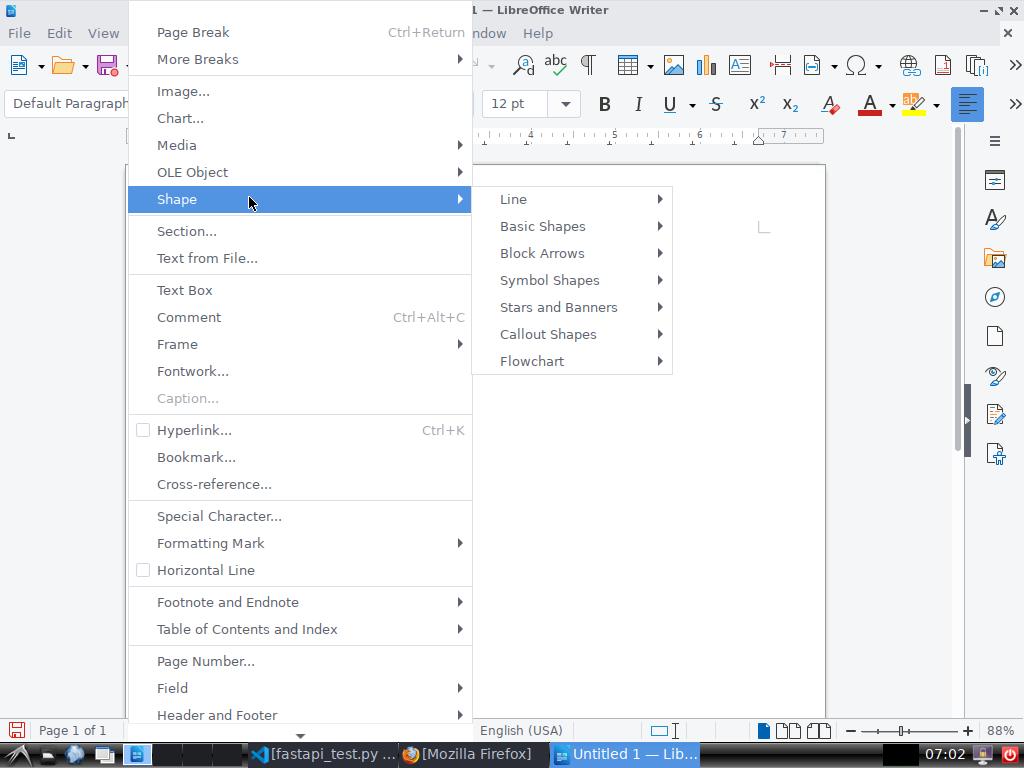 1 — LibreOffice Writer
File
Edit
View
ndow
Help
Page Break Ctrl+Return
More Breaks
Image...
Chart...
Media
OLE Object
Shape
Section...
Text from File...
Text Box
Comment Ctrl+Alt+C
Frame
Fontwork...
Caption...
Hyperlink... Ctrl+K
Bookmark...
Cross-reference...
Special Character...
Formatting Mark
Horizontal Line
Footnote and Endnote
Table of Contents and Index
Page Number...
Field
Header and Footer
Line
Basic Shapes
Block Arrows
Symbol Shapes
Stars and Banners
Callout Shapes
Flowchart
Default Paragraph
12 pt
4 5 6 7
Page 1 of 1
English (USA)
88%
[fastapi_test.py ...
[Mozilla Firefox]
Untitled 1 — Lib...
07:02